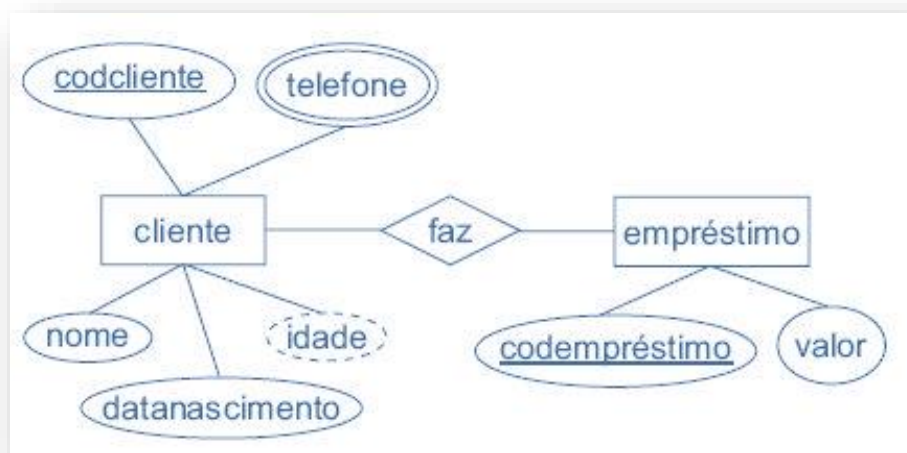 codcliente
telefone
cliente
faz
empréstimo
nome
idade
datanascimento
codempréstimo
valor